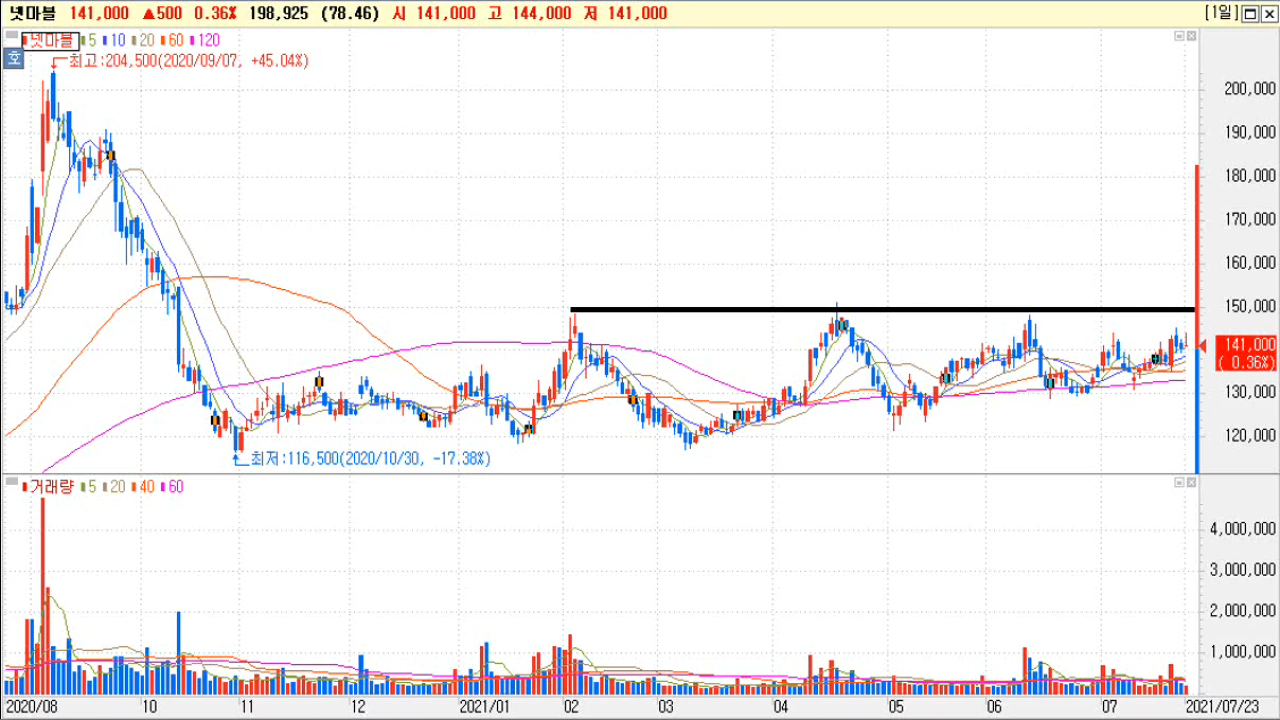 넷마블 141,000 ▲500 0.36% 198,925 (78.46) 시 141,000 고 144,000 저 141,000 [1일]
넷마블 5 10 20 60 120
호
최고:204,500(2020/09/07, +45.04%)
200,000
190,000
180,000
170,000
160,000
150,000
141,000
( 0.36%)
130,000
120,000
최저:116,500(2020/10/30, -17.38%)
거래량 5 20 40 60
4,000,000
3,000,000
2,000,000
1,000,000
2020/08 10 11 12 2021/01 02 03 04 05 06 07 2021/07/23